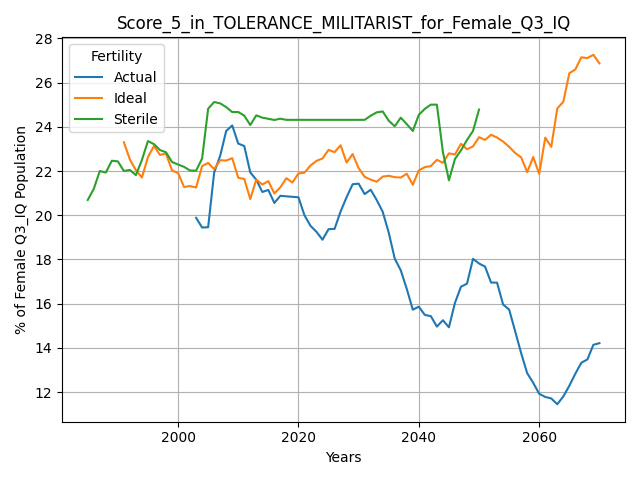 Score_5_in_TOLERANCE_MILITARIST_for_Female_Q3_IQ
% of Female Q3_IQ Population
28
26
24
22
20
18
16
14
12
Fertility
Actual
Ideal
Sterile
2000
2020
2040
2060
Years